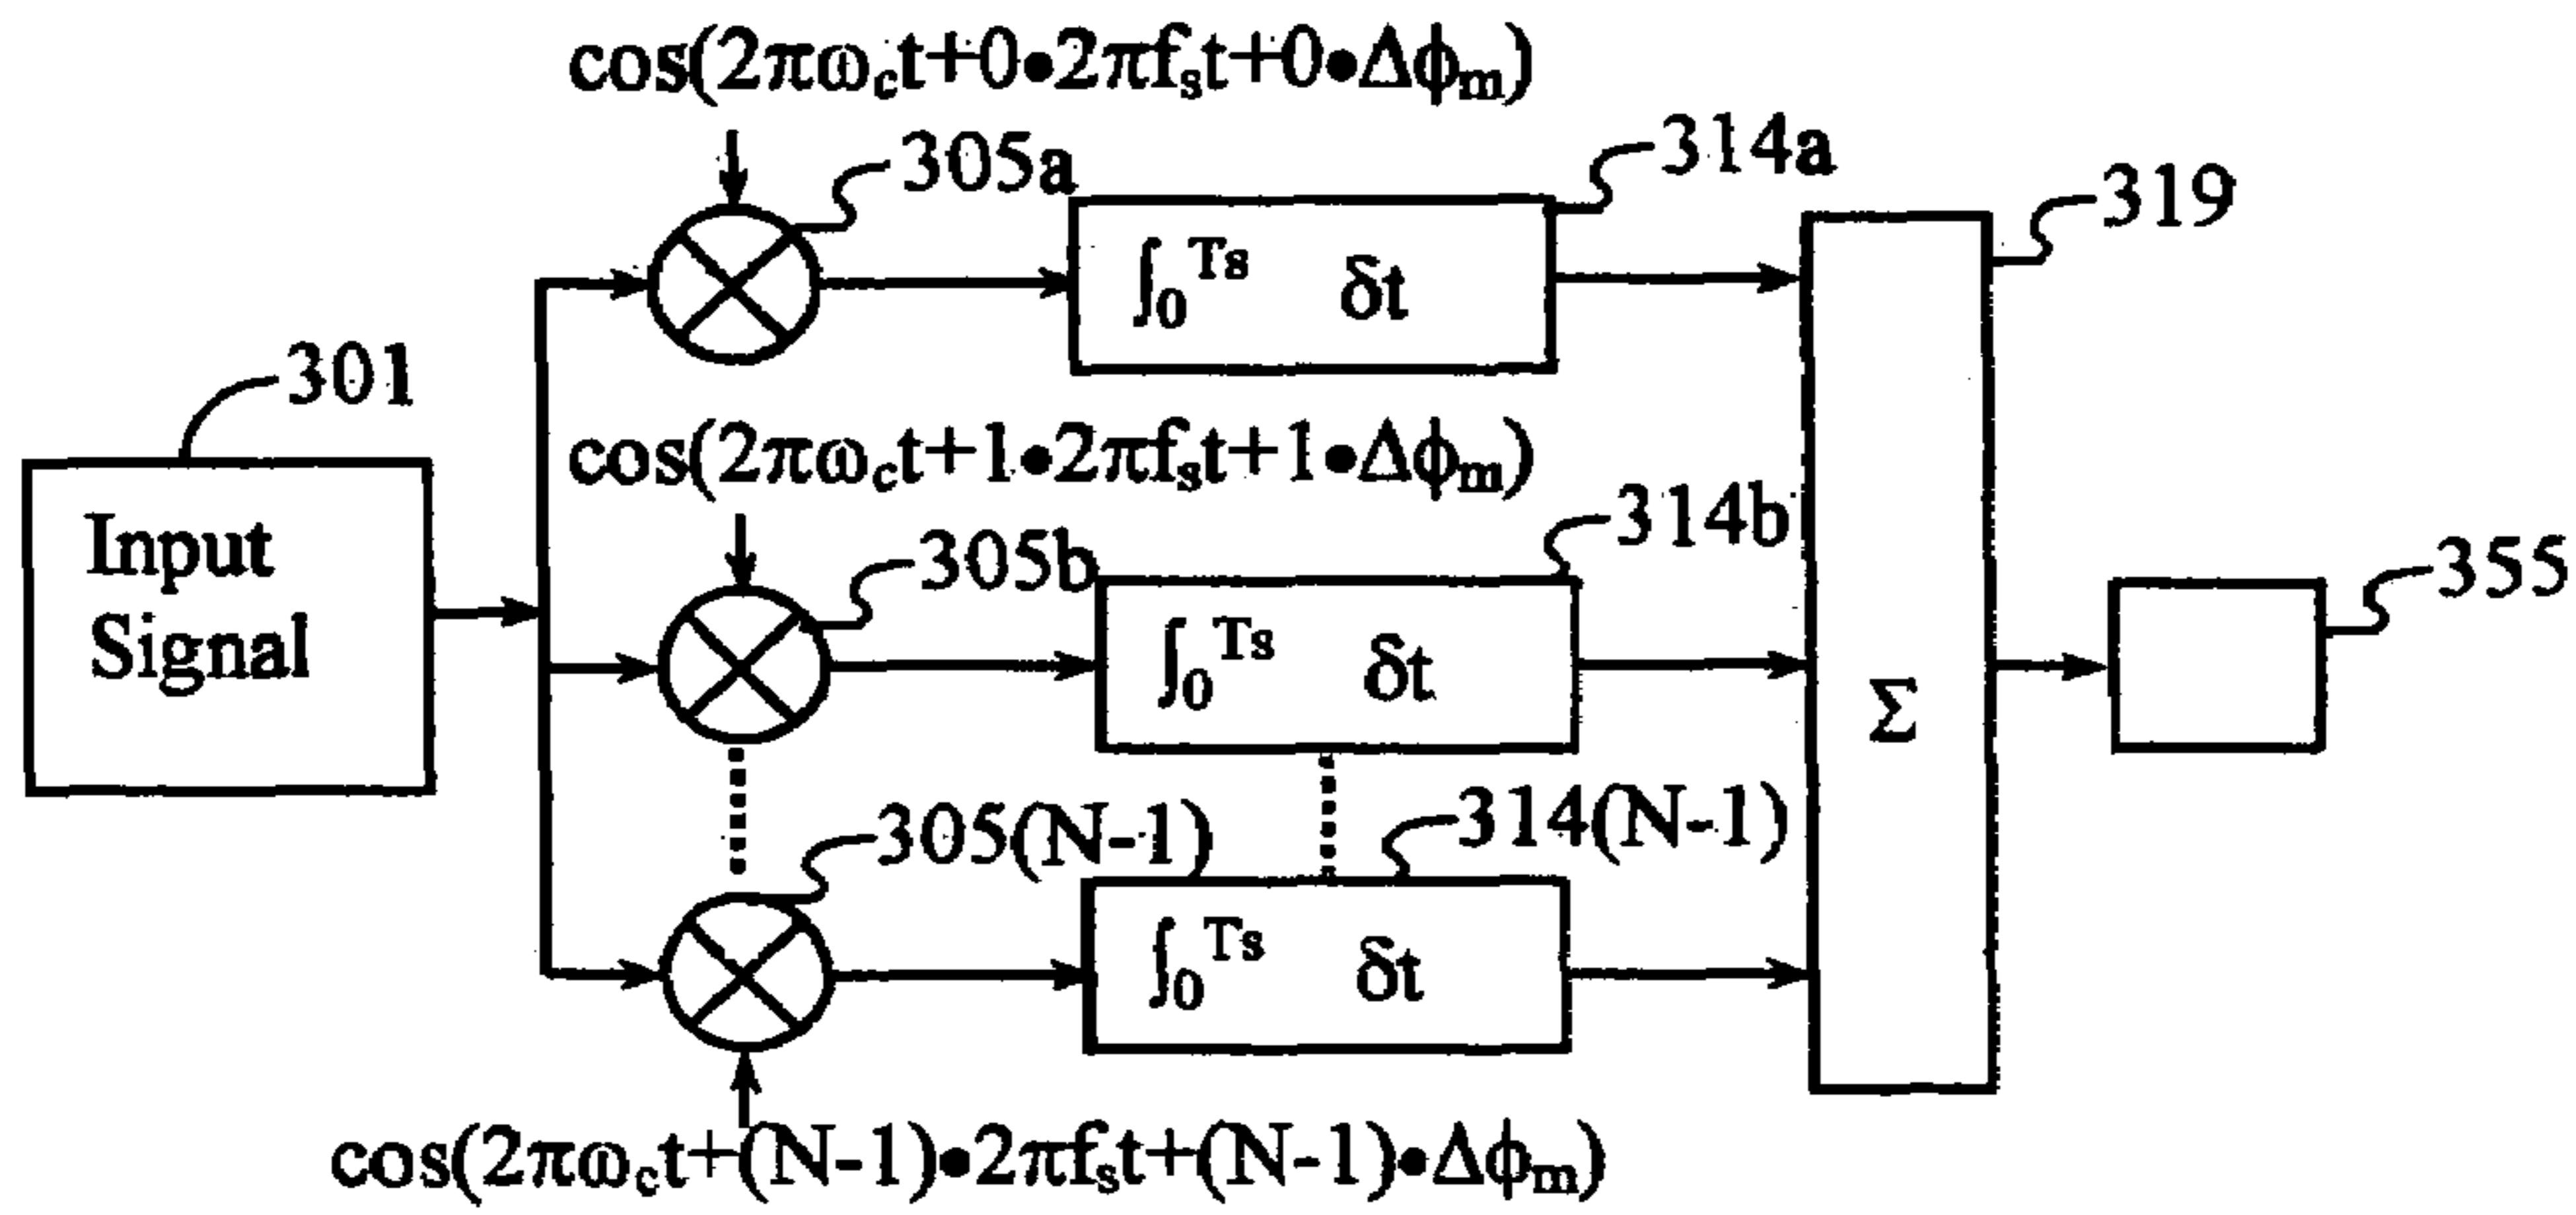 cos(2πω_ct+0•2πf_st+0•Δϕ_m)
305a
314a
319
∫_0^Ts δt
301
cos(2πω_ct+1•2πf_st+1•Δϕ_m)
305b
314b
355
Input
Signal
∫_0^Ts δt
Σ
305(N-1)
314(N-1)
∫_0^Ts δt
cos(2πω_ct+(N-1)•2πf_st+(N-1)•Δϕ_m)